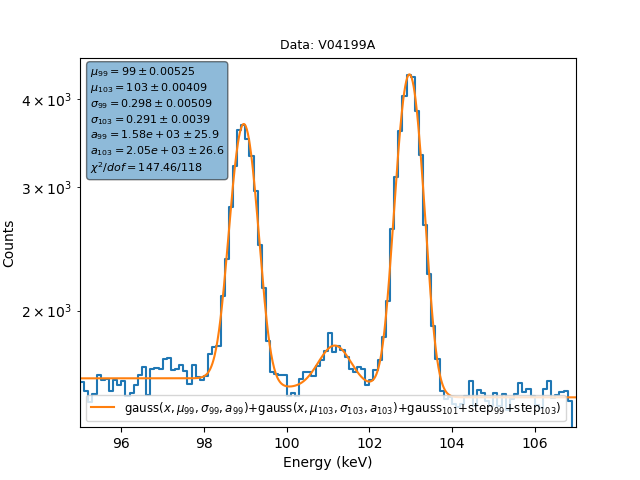 Data: V04199A
μ99 = 99 ± 0.00525
μ103 = 103 ± 0.00409
σ99 = 0.298 ± 0.00509
σ103 = 0.291 ± 0.0039
a99 = 1.58e + 03 ± 25.9
a103 = 2.05e + 03 ± 26.6
χ²/dof = 147.46/118
4 × 10³
3 × 10³
2 × 10³
Counts
gauss(x, μ99, σ99, a99)+gauss(x, μ103, σ103, a103)+gauss101+step99+step103)
96 98 100 102 104 106
Energy (keV)